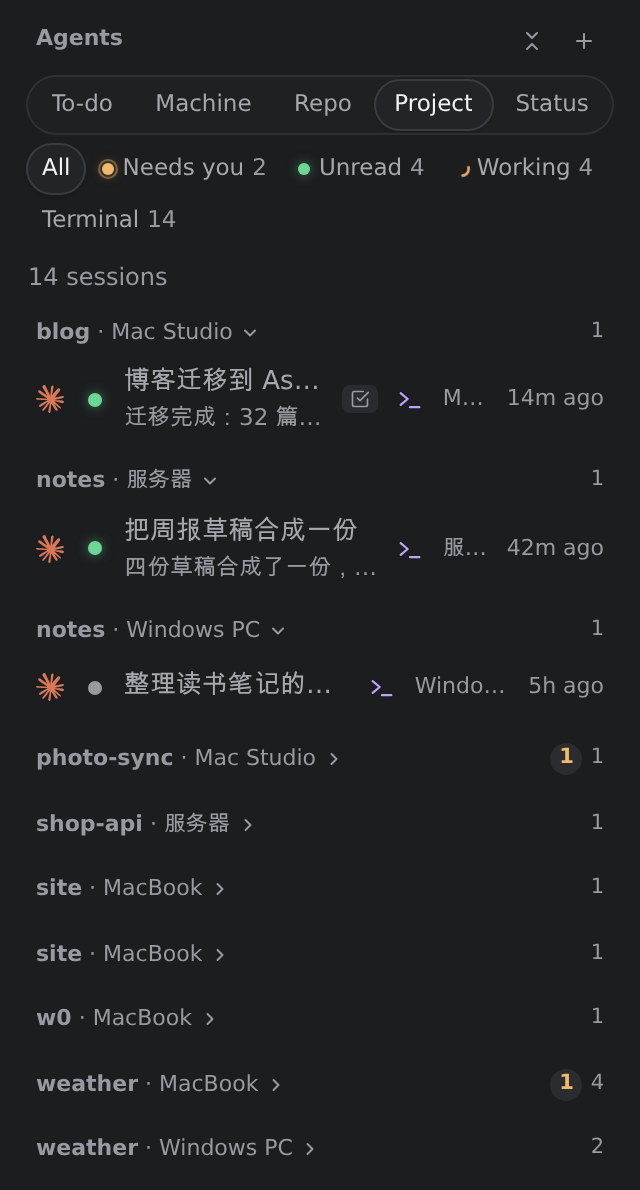 Agents
To-do Machine Repo Project Status
All Needs you 2 Unread 4 Working 4
Terminal 14
14 sessions
blog · Mac Studio 1
博客迁移到 As… M… 14m ago
迁移完成：32 篇…
notes · 服务器 1
把周报草稿合成一份 服… 42m ago
四份草稿合成了一份，…
notes · Windows PC 1
整理读书笔记的… Windo… 5h ago
photo-sync · Mac Studio 1 1
shop-api · 服务器 1
site · MacBook 1
site · MacBook 1
w0 · MacBook 1
weather · MacBook 1 4
weather · Windows PC 2